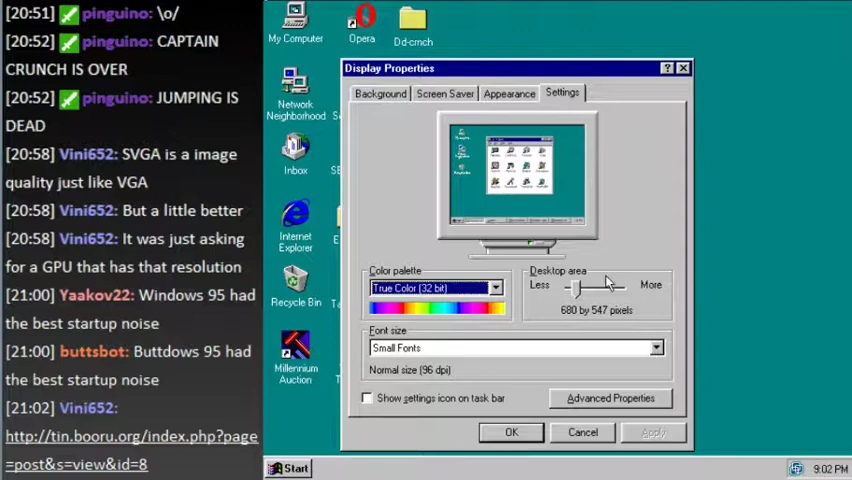 [20:51] pinguino: \o/
[20:52] pinguino: CAPTAIN
CRUNCH IS OVER
[20:52] pinguino: JUMPING IS
DEAD
[20:58] Vini652: SVGA is a image
quality just like VGA
[20:58] Vini652: But a little better
[20:58] Vini652: It was just asking
for a GPU that has that resolution
[21:00] Yaakov22: Windows 95 had
the best startup noise
[21:00] buttsbot: Buttdows 95 had
the best startup noise
[21:02] Vini652:
http://tin.booru.org/index.php?page
=post&s=view&id=8
My Computer
Opera
Dd-crnch
Network
Neighborhood
Inbox
Internet
Explorer
Recycle Bin
Millennium
Auction
Display Properties
Background
Screen Saver
Appearance
Settings
Color palette
True Color (32 bit)
Desktop area
Less
More
680 by 547 pixels
Font size
Small Fonts
Normal size (96 dpi)
Show settings icon on task bar
Advanced Properties
OK
Cancel
Apply
Start
9:02 PM